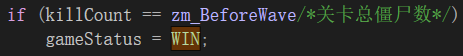 if (killCount == zm_BeforeWave/*关卡总僵尸数*/)
    gameStatus = WIN;